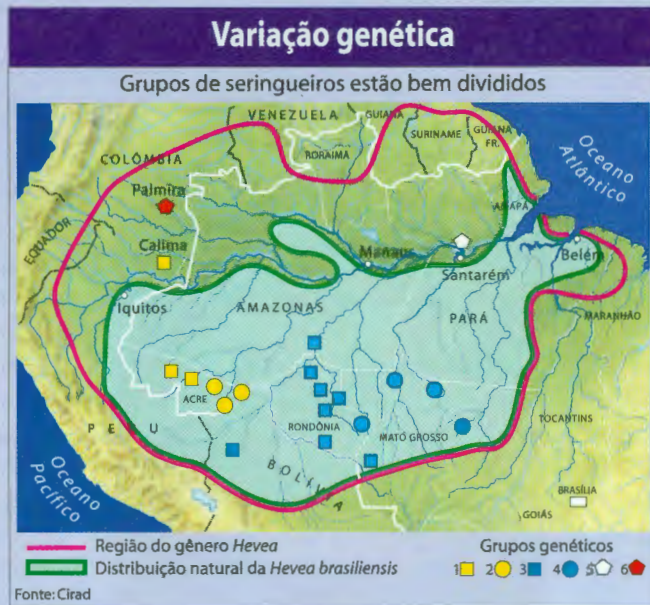 Variação genética
Grupos de seringueiros estão bem divididos
VENEZUELA
GUIANA
SURINAME
GUIANA FR.
RORAIMA
Oceano
Atlântico
COLÔMBIA
Palmira
AMAPÁ
EQUADOR
Calima
Manaus
Santarém
Belém
Iquitos
AMAZONAS
PARÁ
MARANHÃO
ACRE
PERU
RONDÔNIA
MATO GROSSO
TOCANTINS
BOLÍVIA
Oceano
Pacífico
BRASÍLIA
GOIÁS
Região do gênero Hevea
Grupos genéticos
Distribuição natural da Hevea brasiliensis
1 2 3 4 5 6
Fonte: Cirad